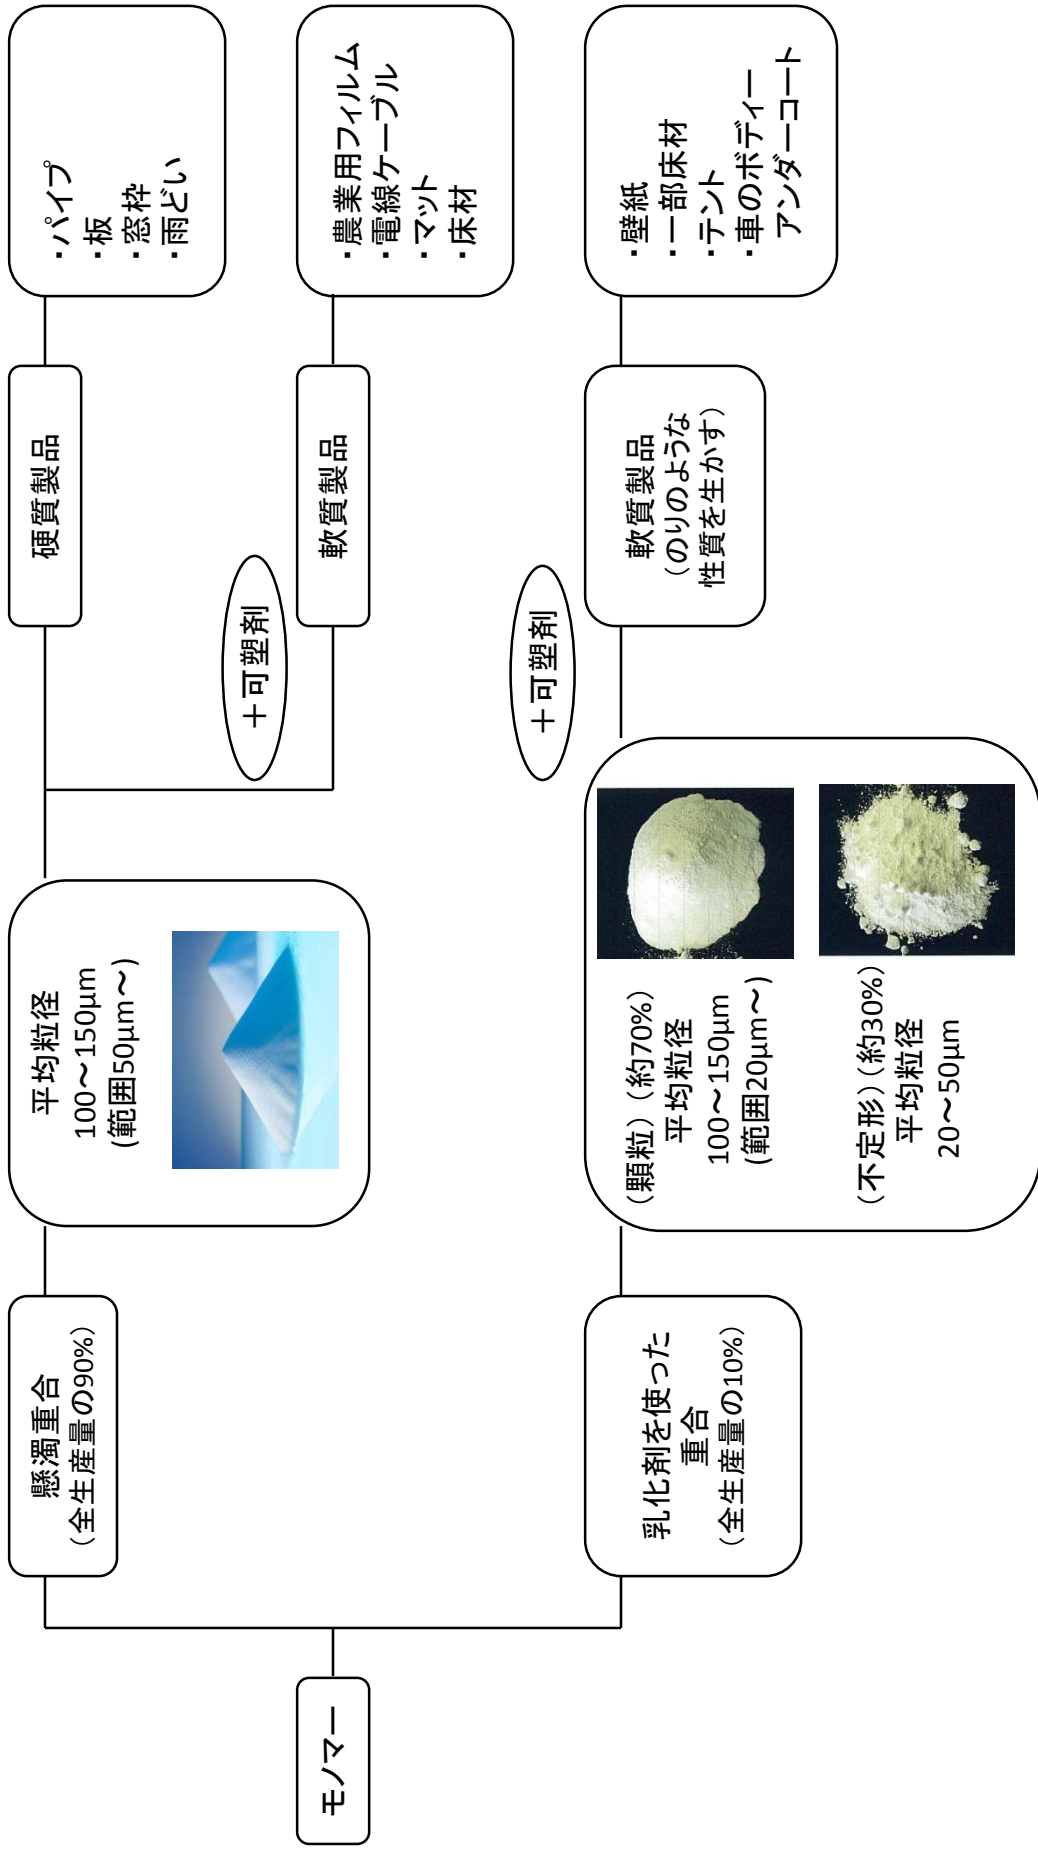 モノマー
懸濁重合
（全生産量の90%）
平均粒径
100～150μm
(範囲50μm～)
硬質製品
・パイプ
・板
・窓枠
・雨どい
＋可塑剤
軟質製品
・農業用フィルム
・電線ケーブル
・マット
・床材
乳化剤を使った
重合
（全生産量の10%）
（顆粒）（約70%）
平均粒径
100～150μm
(範囲20μm～)
（不定形）（約30%）
平均粒径
20～50μm
＋可塑剤
軟質製品
（のりのような
性質を生かす）
・壁紙
・一部床材
・テント
・車のボディー
アンダーコート